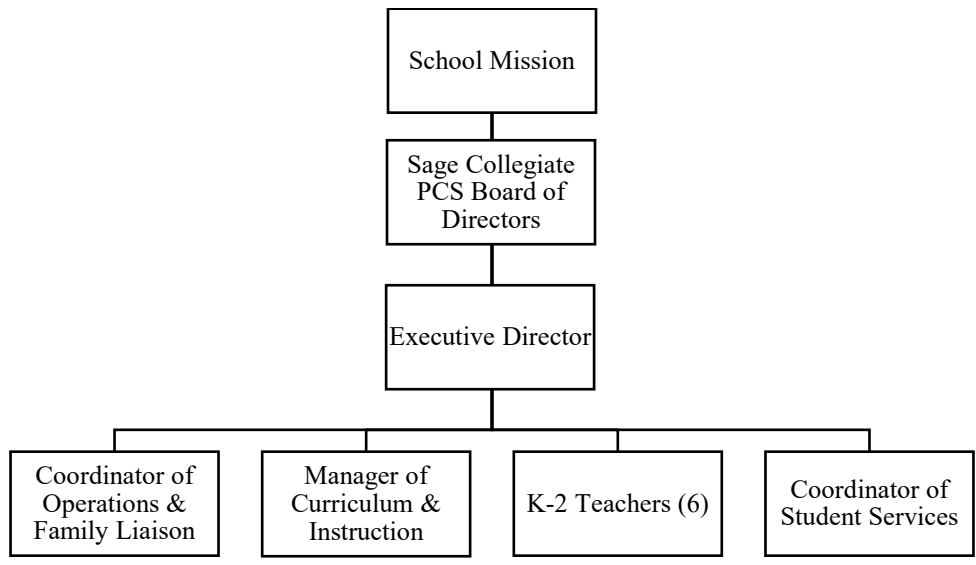 School Mission
Sage Collegiate
PCS Board of
Directors
Executive Director
Coordinator of
Operations &
Family Liaison
Manager of
Curriculum &
Instruction
K-2 Teachers (6)
Coordinator of
Student Services